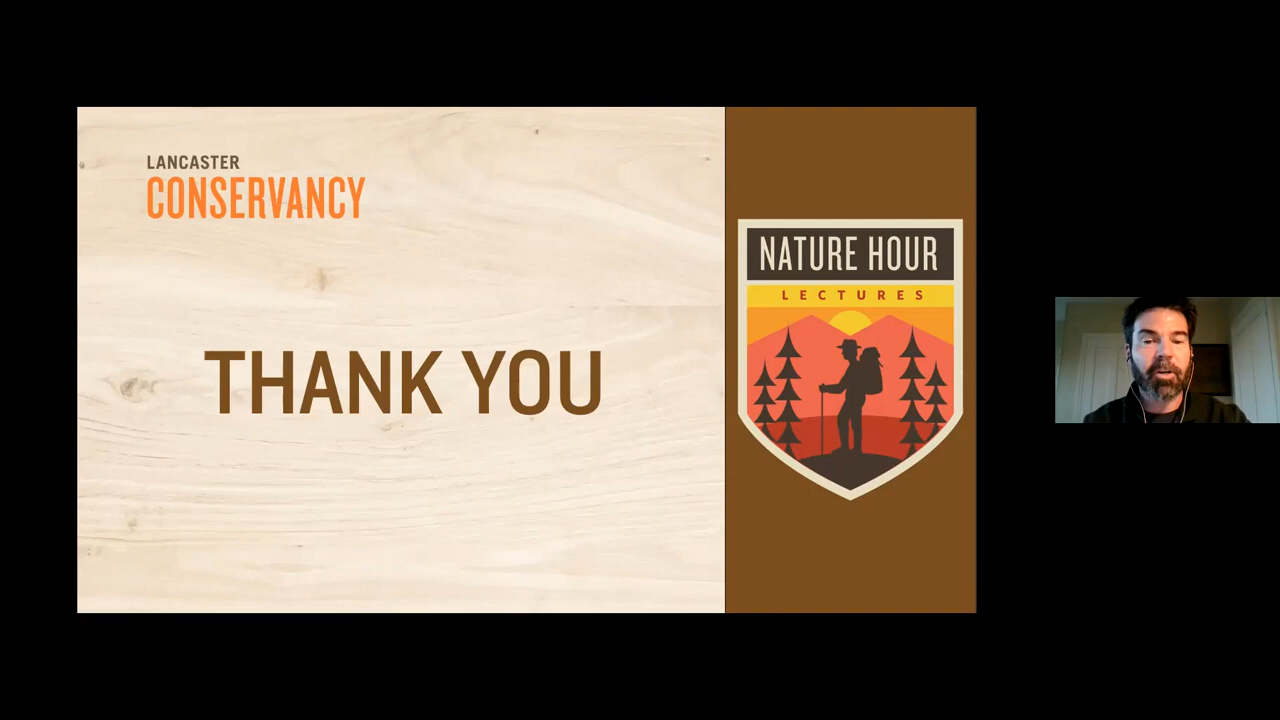 LANCASTER
CONSERVANCY
THANK YOU
NATURE HOUR
LECTURES